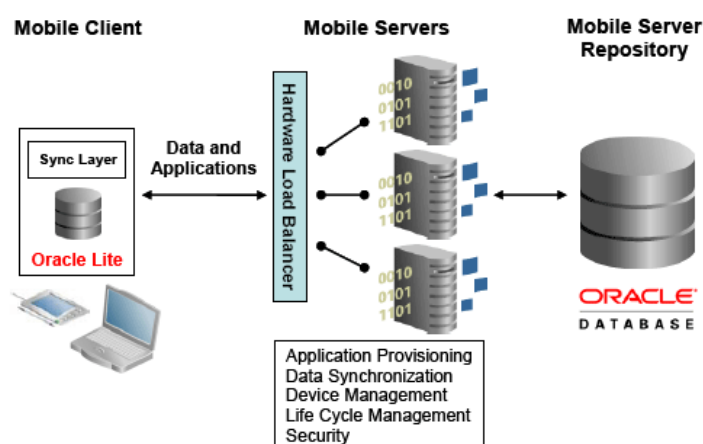 Mobile Client
Mobile Servers
Mobile Server
Repository
Sync Layer
Oracle Lite
Data and
Applications
Hardware Load Balancer
0010
0101
1101
0010
0101
1101
0010
0101
1101
ORACLE
DATABASE
Application Provisioning
Data Synchronization
Device Management
Life Cycle Management
Security